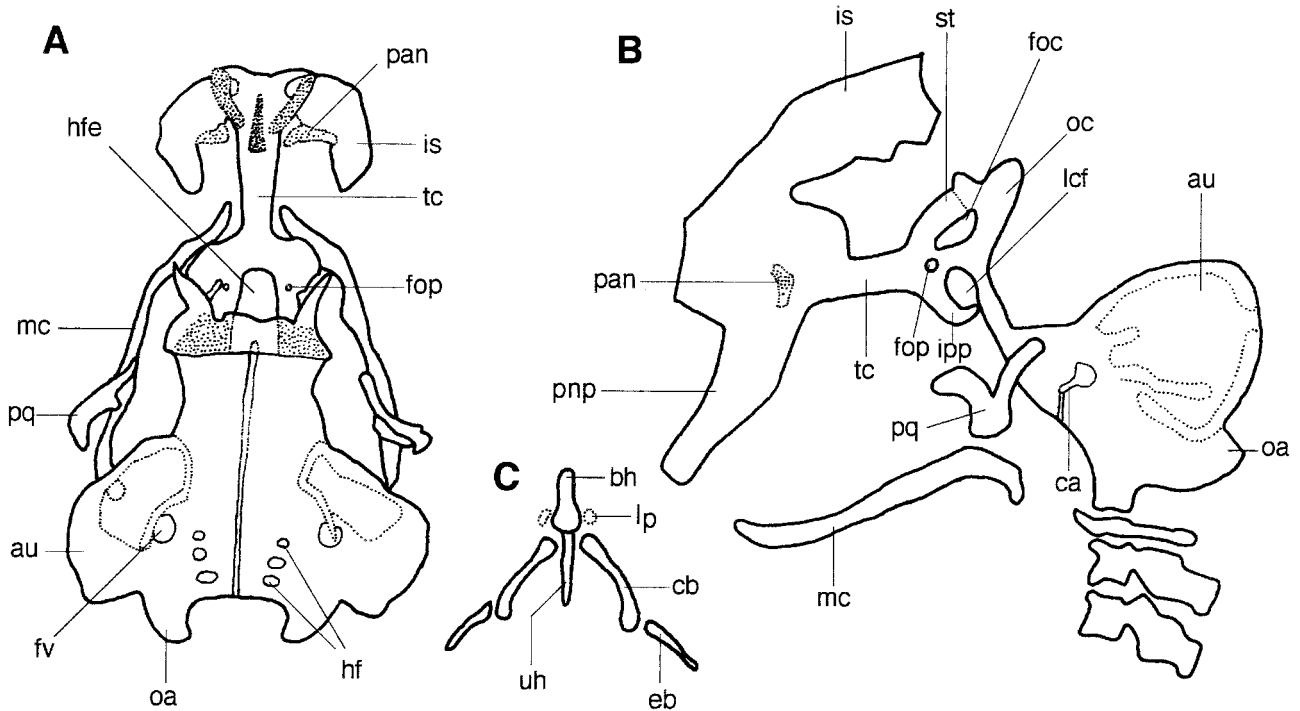 A
pan
hfe
is
tc
fop
mc
pq
au
fv
oa
hf
B
is
st
foc
oc
lcf
au
pan
fop
ipp
tc
pnp
pq
oa
ca
mc
C
bh
lp
cb
uh
eb